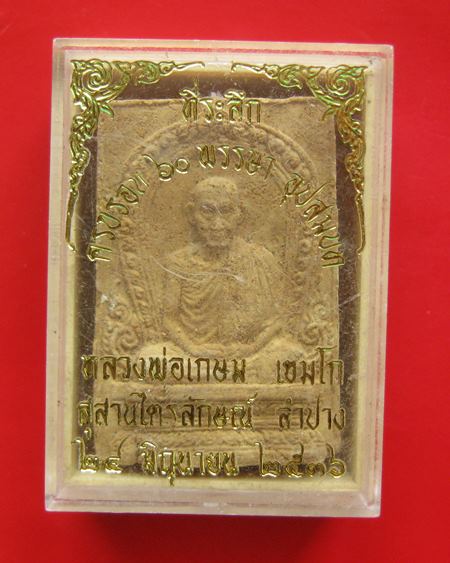 ที่ระลึก
ครบรอบ ๖๐ พรรษา อุปสมบท
หลวงพ่อเกษม เขมโก
สุสานไตรลักษณ์ ลำปาง
๒๘ มิถุนายน ๒๕๓๖